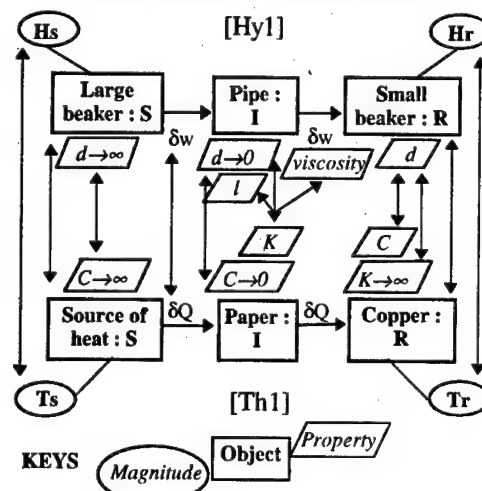 Hs [Hy1] Hr
Large beaker : S
Pipe : I
Small beaker : R
δw δw
d→∞ d→0 viscosity d
l
K C
C→∞ C→0 K→∞
Source of heat : S
δQ
Paper : I
δQ
Copper : R
Ts [Th1] Tr
KEYS Magnitude Object Property